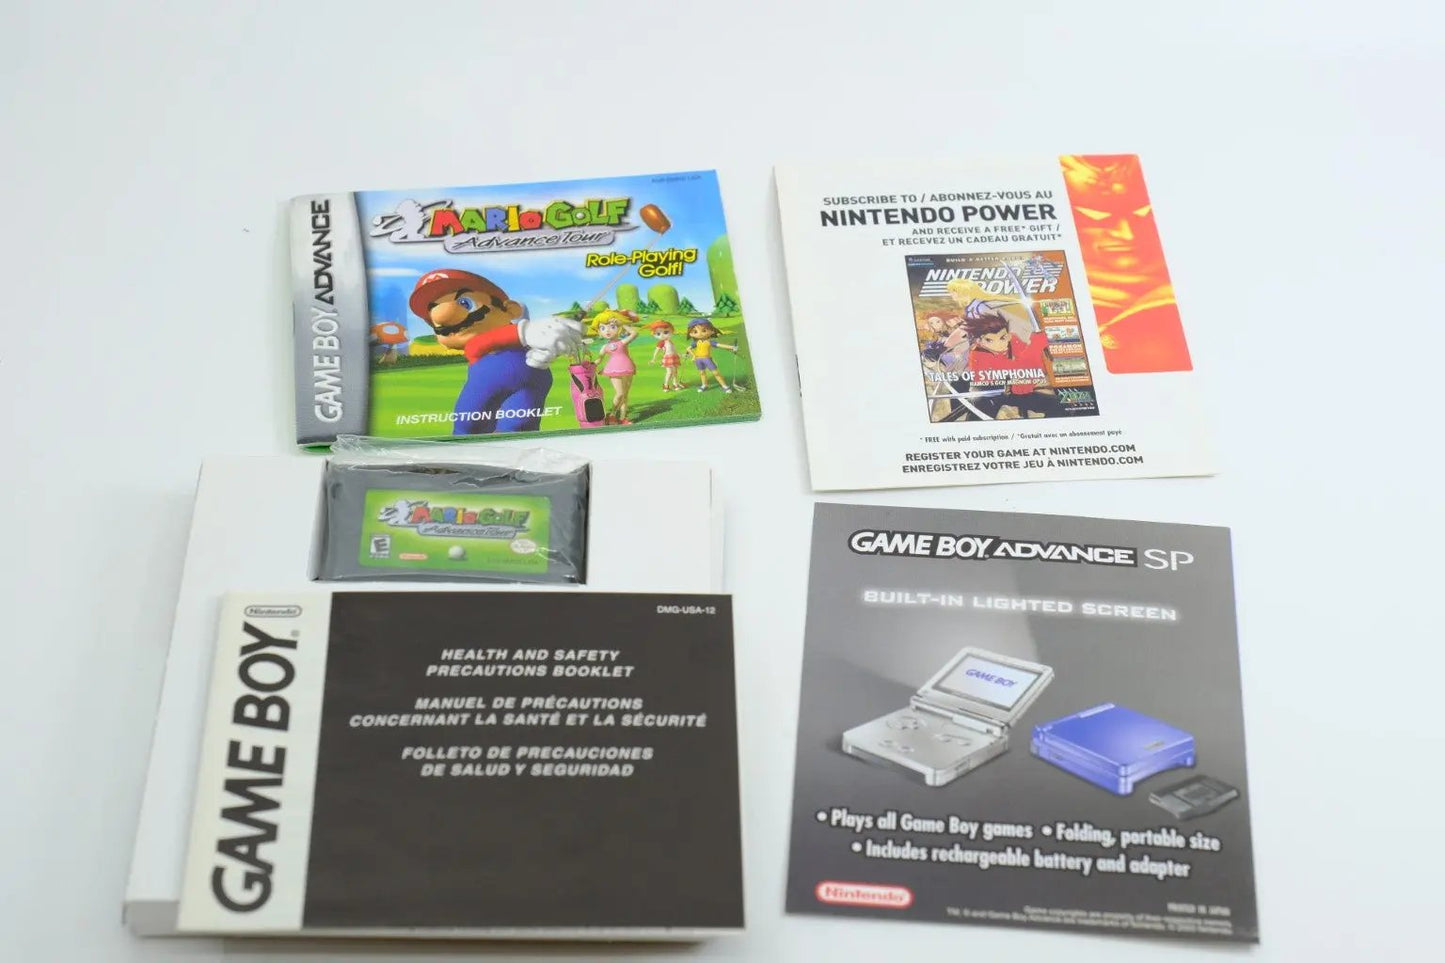 GAME BOY ADVANCE
MARIO GOLF
Advance Tour
Role-Playing
Golf!
INSTRUCTION BOOKLET
SUBSCRIBE TO / ABONNEZ-VOUS AU
NINTENDO POWER
AND RECEIVE A FREE* GIFT /
ET RECEVEZ UN CADEAU GRATUIT*
NINTENDO
POWER
TALES OF SYMPHONIA
NAMCO'S GCN MAGNUM OPUS
* FREE with paid subscription / *Gratuit avec un abonnement payé
REGISTER YOUR GAME AT NINTENDO.COM
ENREGISTREZ VOTRE JEU À NINTENDO.COM
MARIO GOLF
Advance Tour
E
Nintendo
Nintendo
GAME BOY®
DMG-USA-12
HEALTH AND SAFETY
PRECAUTIONS BOOKLET
MANUEL DE PRÉCAUTIONS
CONCERNANT LA SANTÉ ET LA SÉCURITÉ
FOLLETO DE PRECAUCIONES
DE SALUD Y SEGURIDAD
GAME BOY ADVANCE SP
BUILT-IN LIGHTED SCREEN
GAME BOY
• Plays all Game Boy games • Folding, portable size
• Includes rechargeable battery and adapter
Nintendo
PRINTED IN JAPAN